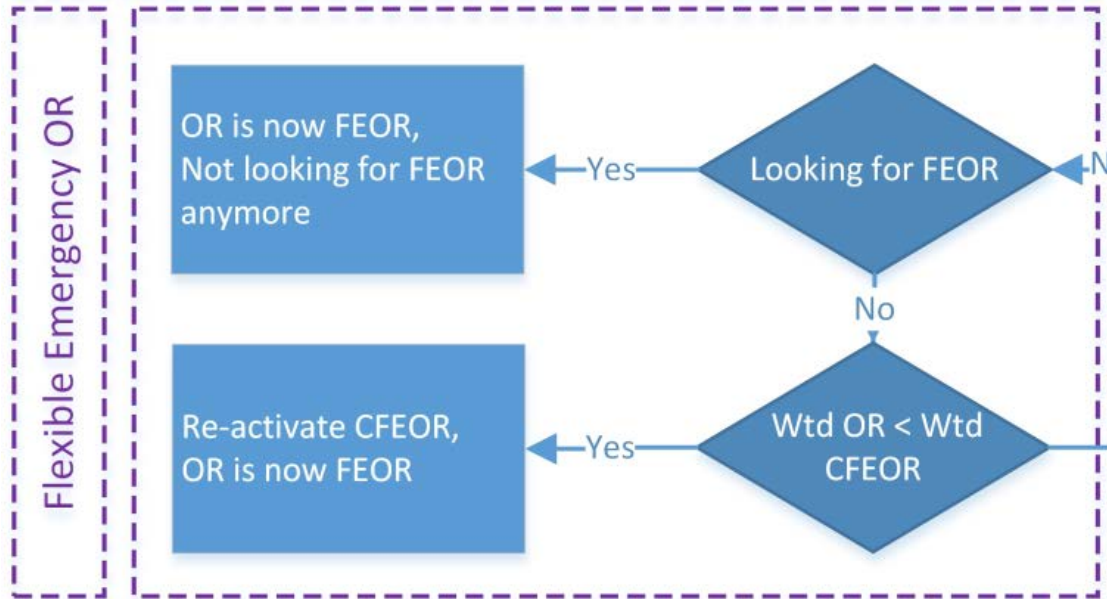 Flexible Emergency OR
OR is now FEOR,
Not looking for FEOR
anymore
Yes
Looking for FEOR
No
Re-activate CFEOR,
OR is now FEOR
Yes
Wtd OR < Wtd
CFEOR